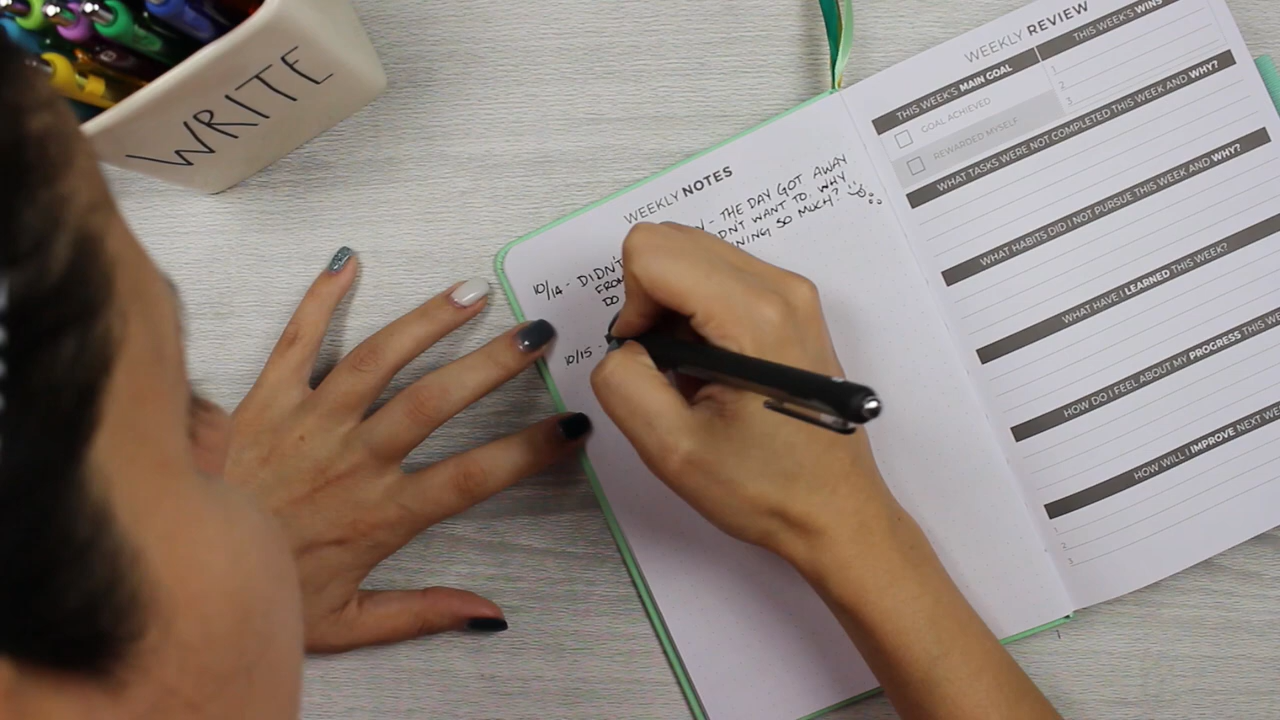 WRITE
WEEKLY NOTES
10/14 - DIDN'T - THE DAY GOT AWAY
FROM DNT WANT TO. WHY
DO NING SO MUCH?
10/15 -
WEEKLY REVIEW
THIS WEEK'S MAIN GOAL
GOAL ACHIEVED
REWARDED MYSELF
THIS WEEK'S WINS
1
2
3
WHAT TASKS WERE NOT COMPLETED THIS WEEK AND WHY?
WHAT HABITS DID I NOT PURSUE THIS WEEK AND WHY?
WHAT HAVE I LEARNED THIS WEEK?
HOW DO I FEEL ABOUT MY PROGRESS THIS WE
HOW WILL I IMPROVE NEXT WE
1
2
3